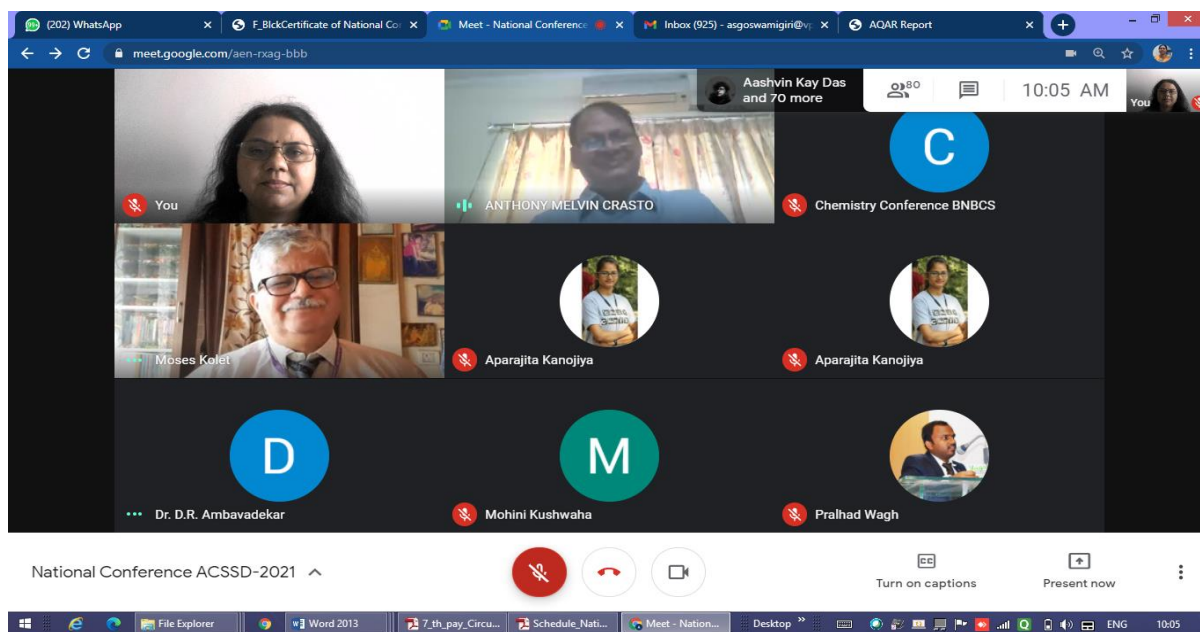 (202) WhatsApp
F_BlckCertificate of National Con
Meet - National Conference
Inbox (925) - asgoswamigiri@vp
AQAR Report
meet.google.com/aen-rxag-bbb
Aashvin Kay Das
and 70 more
80
10:05 AM
You
You
ANTHONY MELVIN CRASTO
C
Chemistry Conference BNBCS
Moses Kolet
Aparajita Kanojiya
Aparajita Kanojiya
D
Dr. D.R. Ambavadekar
M
Mohini Kushwaha
Pralhad Wagh
National Conference ACSSD-2021
CC
Turn on captions
Present now
File Explorer
Word 2013
7_th_pay_Circu...
Schedule_Nati...
Meet - Nation...
Desktop
ENG
10:05